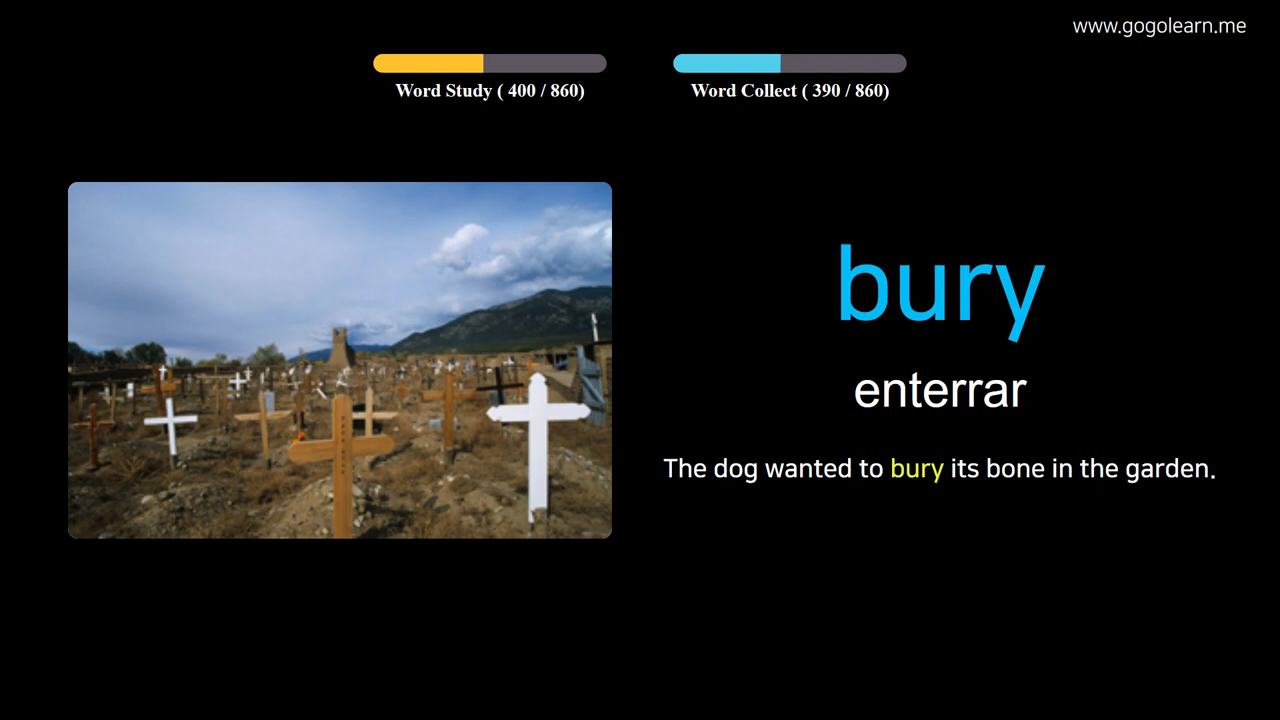 www.gogolearn.me
Word Study ( 400 / 860)
Word Collect ( 390 / 860)
bury
enterrar
The dog wanted to bury its bone in the garden.